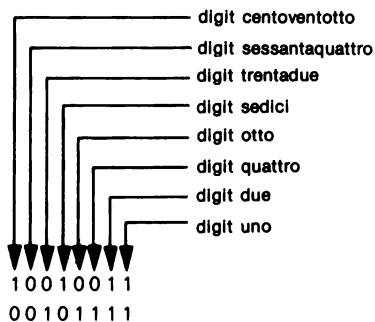 digit centoventotto
digit sessantaquattro
digit trentadue
digit sedici
digit otto
digit quattro
digit due
digit uno
10010011
00101111